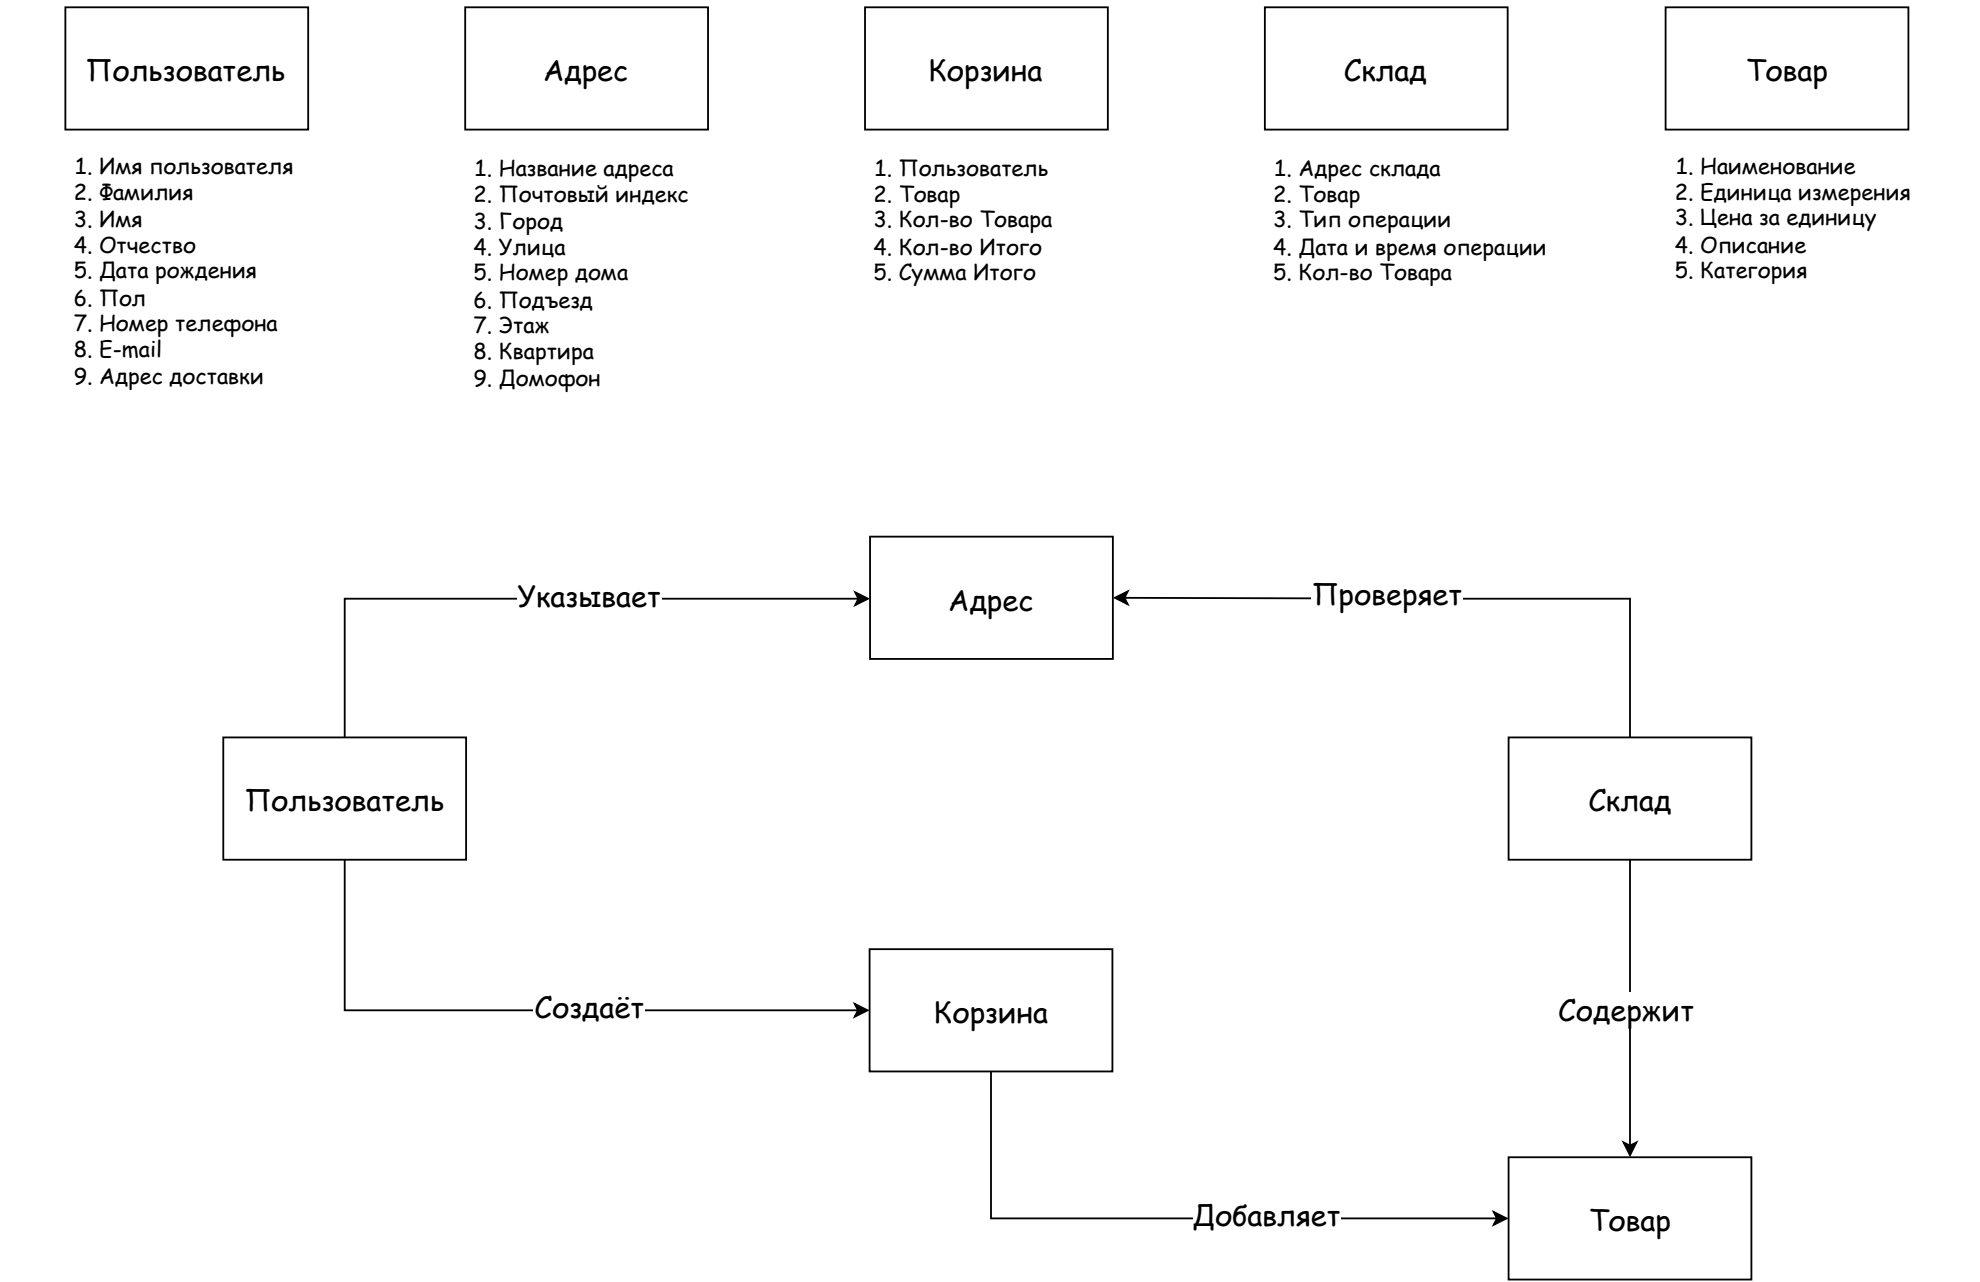 Пользователь
Адрес
Корзина
Склад
Товар
1. Имя пользователя
2. Фамилия
3. Имя
4. Отчество
5. Дата рождения
6. Пол
7. Номер телефона
8. E-mail
9. Адрес доставки
1. Название адреса
2. Почтовый индекс
3. Город
4. Улица
5. Номер дома
6. Подъезд
7. Этаж
8. Квартира
9. Домофон
1. Пользователь
2. Товар
3. Кол-во Товара
4. Кол-во Итого
5. Сумма Итого
1. Адрес склада
2. Товар
3. Тип операции
4. Дата и время операции
5. Кол-во Товара
1. Наименование
2. Единица измерения
3. Цена за единицу
4. Описание
5. Категория
Указывает
Адрес
Проверяет
Пользователь
Склад
Создаёт
Корзина
Содержит
Добавляет
Товар